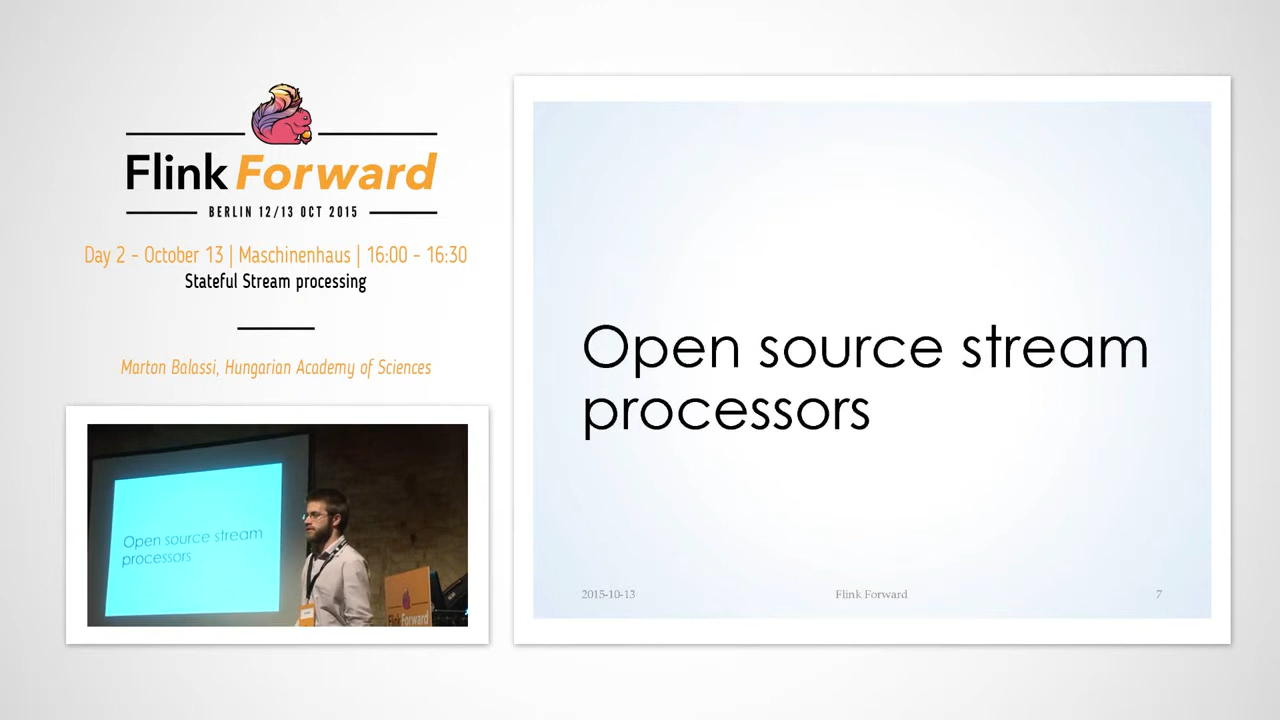 Flink Forward
BERLIN 12/13 OCT 2015
Day 2 - October 13 | Maschinenhaus | 16:00 - 16:30
Stateful Stream processing
Marton Balassi, Hungarian Academy of Sciences
Open source stream
processors
2015-10-13 Flink Forward 7
Open source stream
processors
Forward